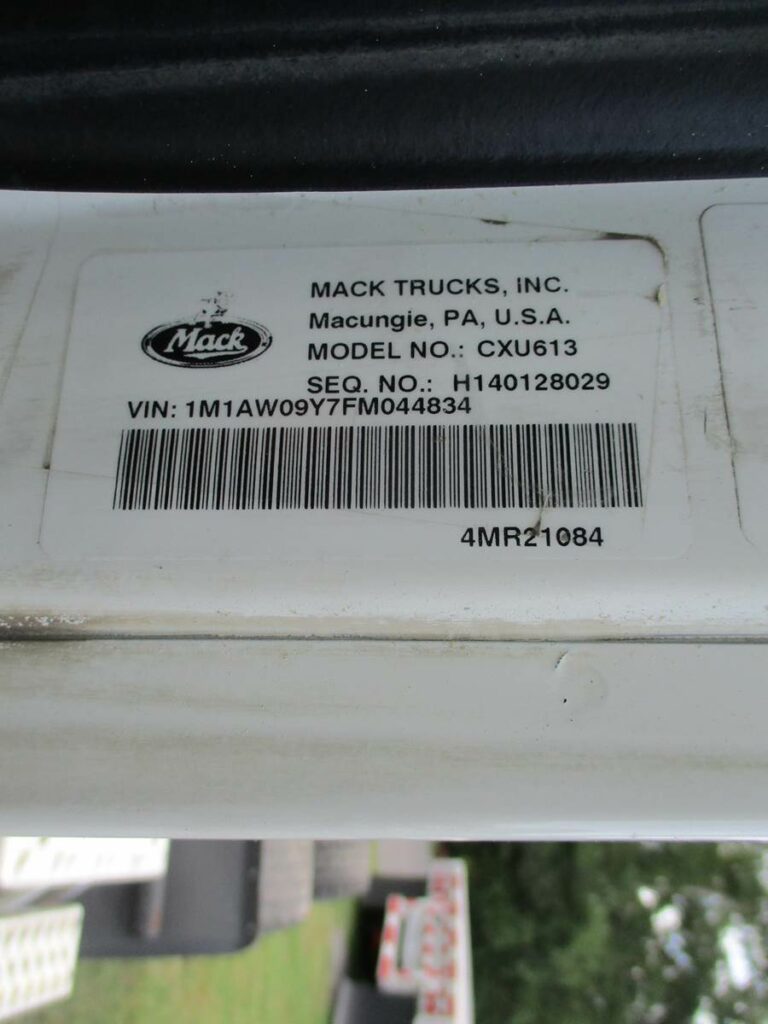 Mack
MACK TRUCKS, INC.
Macungie, PA, U.S.A.
MODEL NO.: CXU613
SEQ. NO.: H140128029
VIN: 1M1AW09Y7FM044834
4MR21084